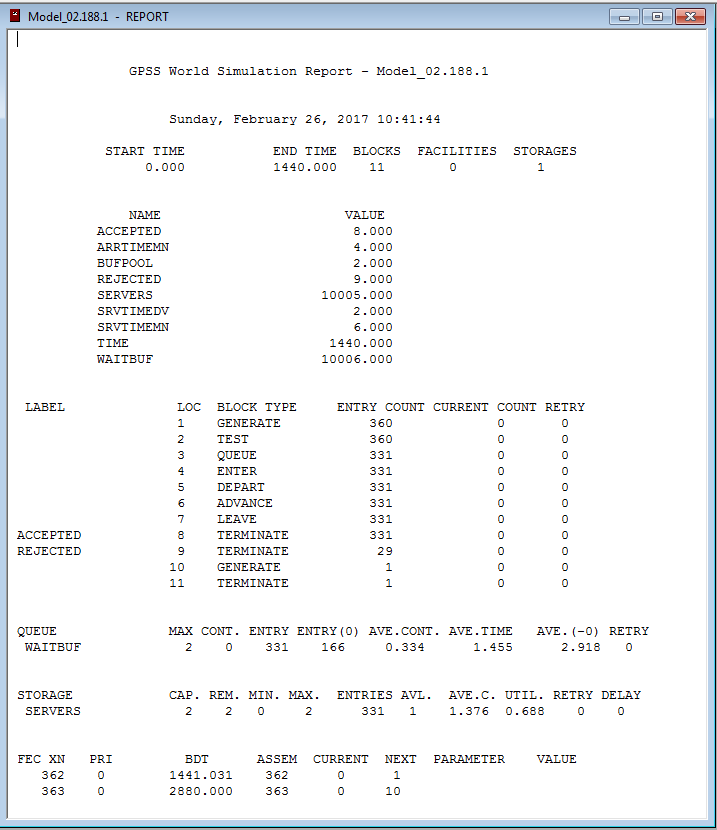 Model_02.188.1 - REPORT
GPSS World Simulation Report - Model_02.188.1
Sunday, February 26, 2017 10:41:44
START TIME END TIME BLOCKS FACILITIES STORAGES
0.000 1440.000 11 0 1
NAME VALUE
ACCEPTED 8.000
ARRTIMEMN 4.000
BUFPOOL 2.000
REJECTED 9.000
SERVERS 10005.000
SRVTIMEDV 2.000
SRVTIMEMN 6.000
TIME 1440.000
WAITBUF 10006.000
LABEL LOC BLOCK TYPE ENTRY COUNT CURRENT COUNT RETRY
1 GENERATE 360 0 0
2 TEST 360 0 0
3 QUEUE 331 0 0
4 ENTER 331 0 0
5 DEPART 331 0 0
6 ADVANCE 331 0 0
7 LEAVE 331 0 0
ACCEPTED 8 TERMINATE 331 0 0
REJECTED 9 TERMINATE 29 0 0
10 GENERATE 1 0 0
11 TERMINATE 1 0 0
QUEUE MAX CONT. ENTRY ENTRY(0) AVE.CONT. AVE.TIME AVE.(-0) RETRY
WAITBUF 2 0 331 166 0.334 1.455 2.918 0
STORAGE CAP. REM. MIN. MAX. ENTRIES AVL. AVE.C. UTIL. RETRY DELAY
SERVERS 2 2 0 2 331 1 1.376 0.688 0 0
FEC XN PRI BDT ASSEM CURRENT NEXT PARAMETER VALUE
362 0 1441.031 362 0 1
363 0 2880.000 363 0 10